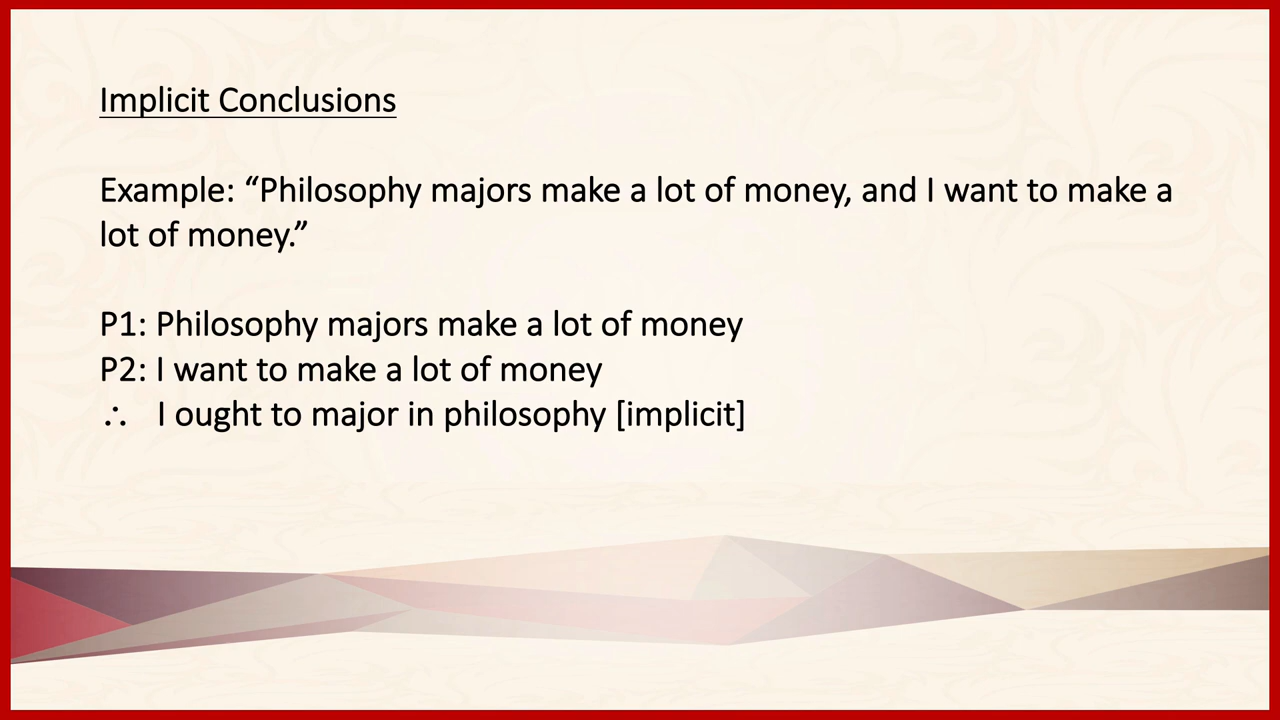 Implicit Conclusions
Example: “Philosophy majors make a lot of money, and I want to make a
lot of money.”
P1: Philosophy majors make a lot of money
P2: I want to make a lot of money
∴ I ought to major in philosophy [implicit]